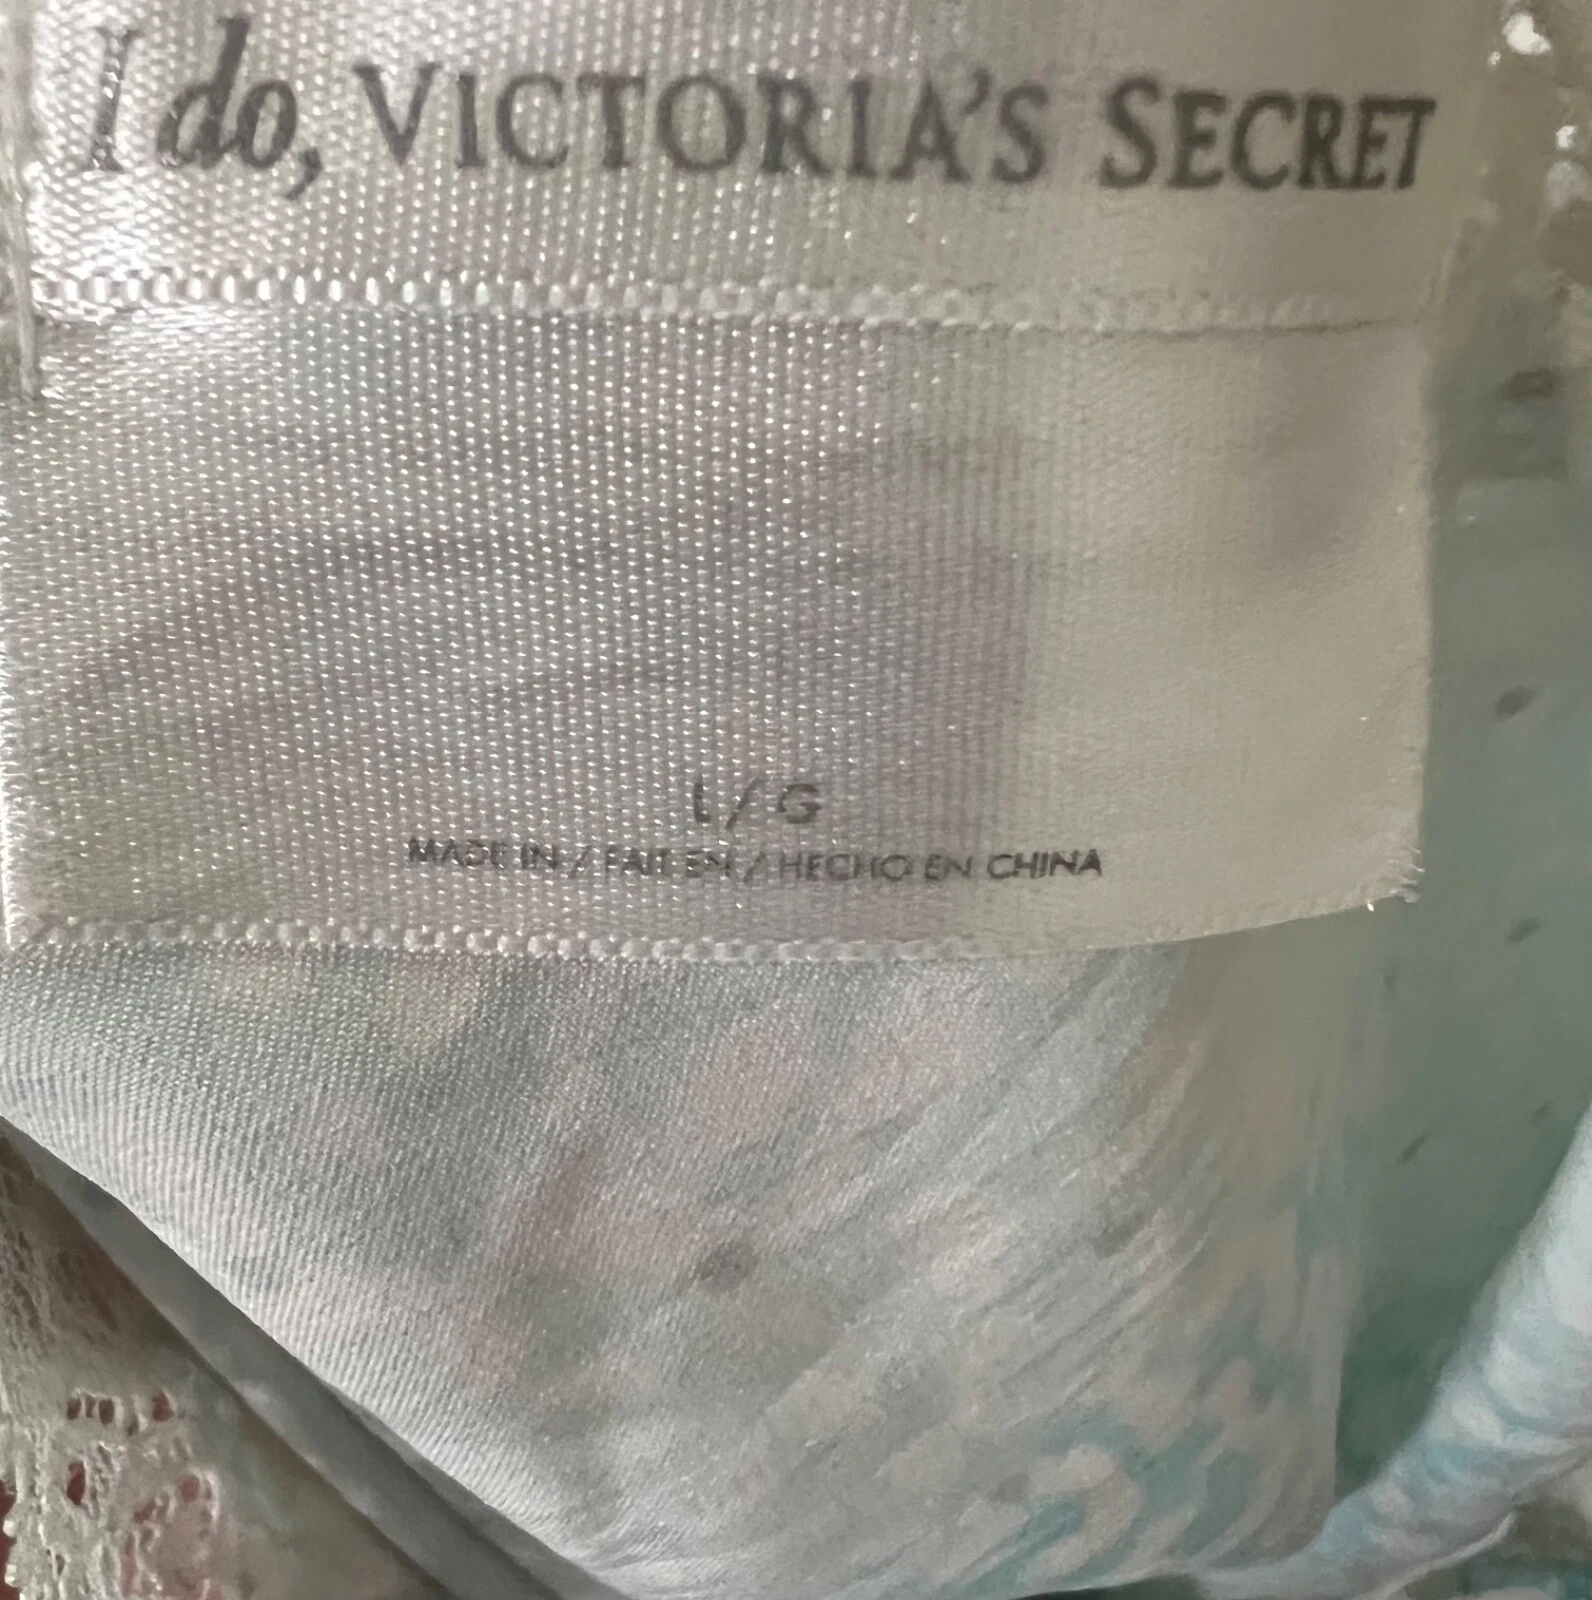 I do, VICTORIA'S SECRET
L/G
MADE IN / FAIT EN / HECHO EN CHINA